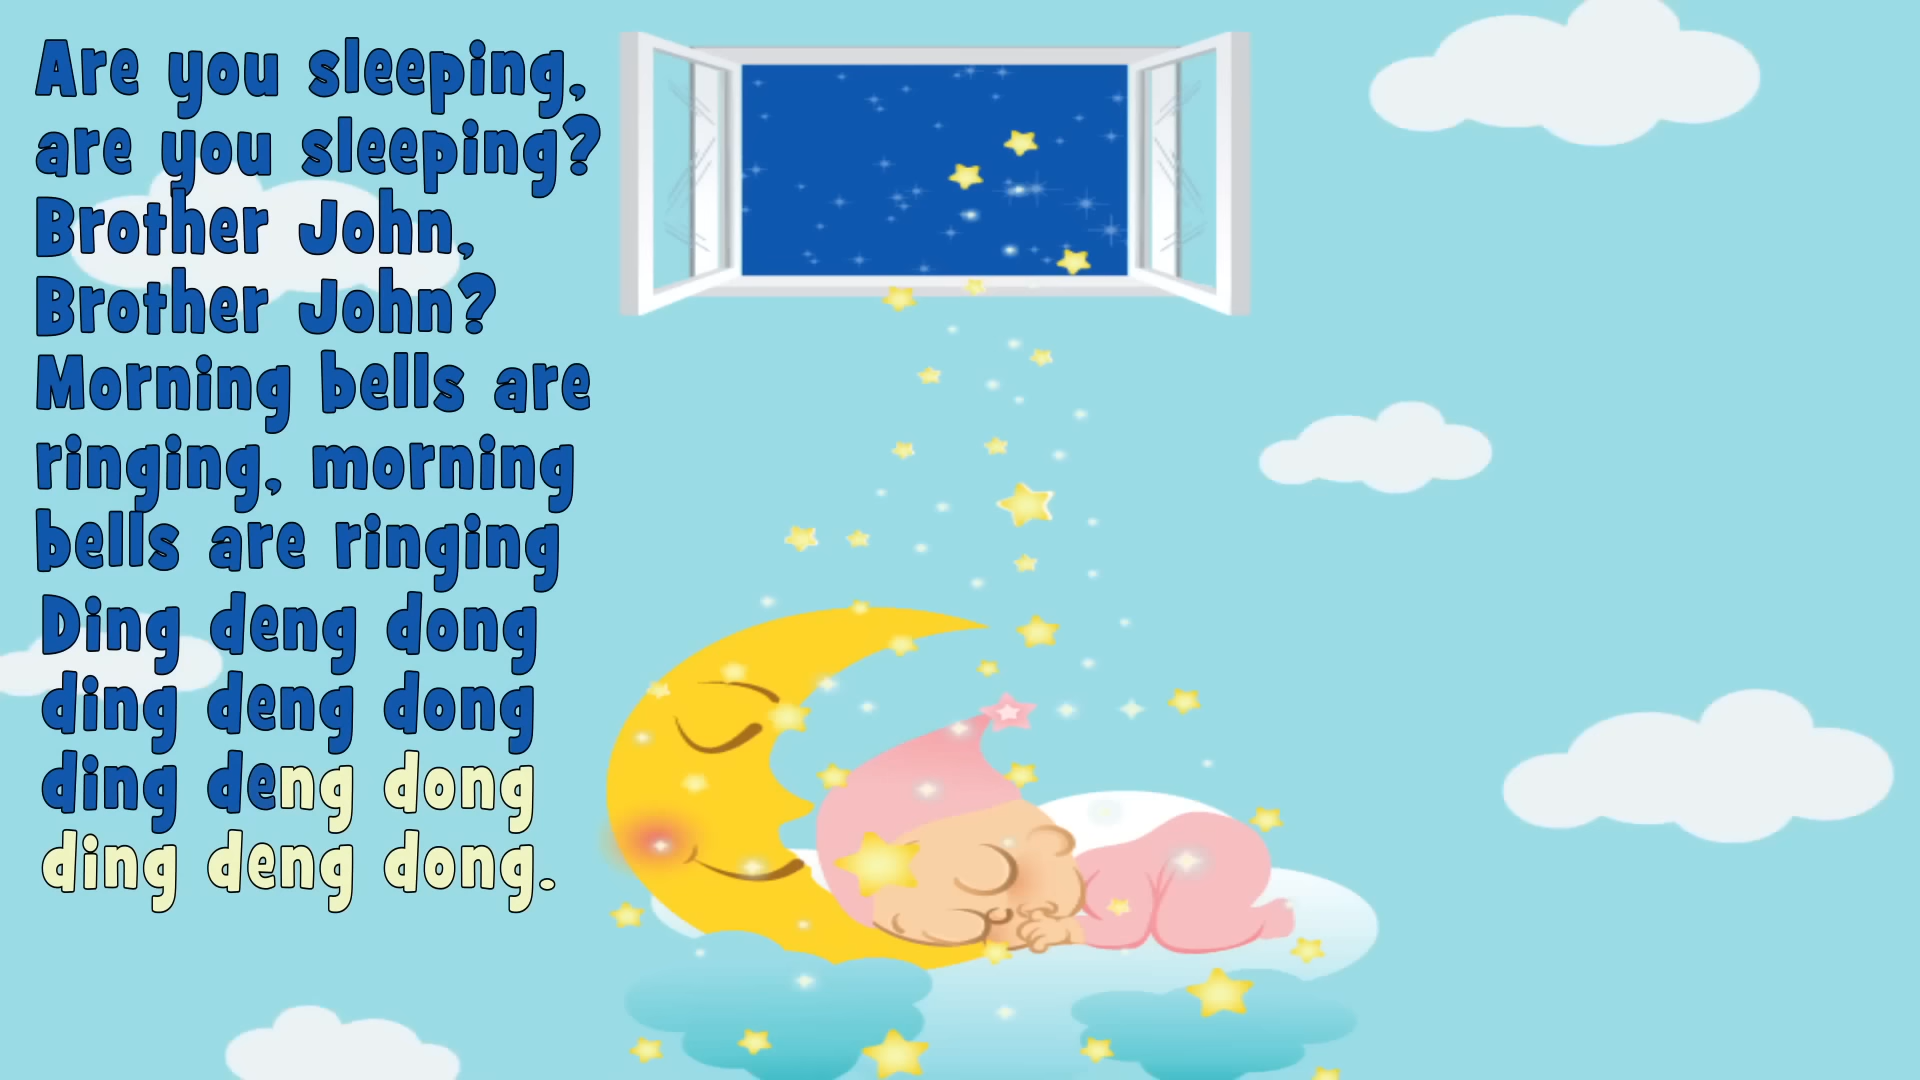 Are you sleeping,
are you sleeping?
Brother John,
Brother John?
Morning bells are
ringing, morning
bells are ringing
Ding deng dong
ding deng dong
ding deng dong
ding deng dong.